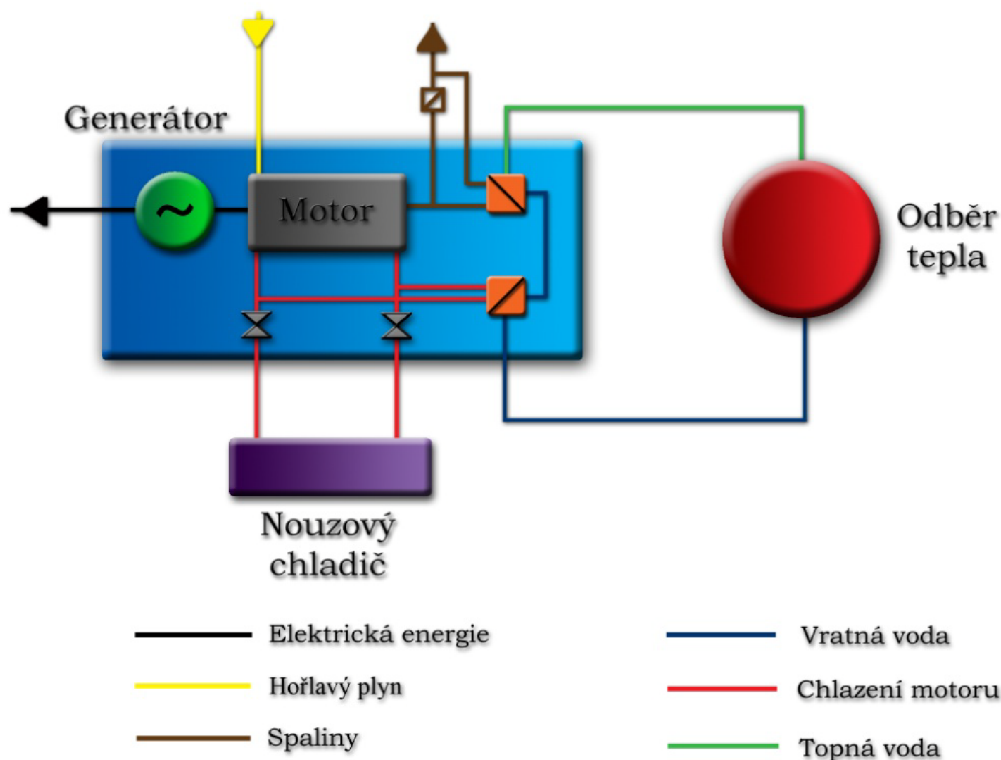 Generátor
~
Motor
Odběr
tepla
Nouzový
chladič
Elektrická energie
Hořlavý plyn
Spaliny
Vratná voda
Chlazení motoru
Topná voda